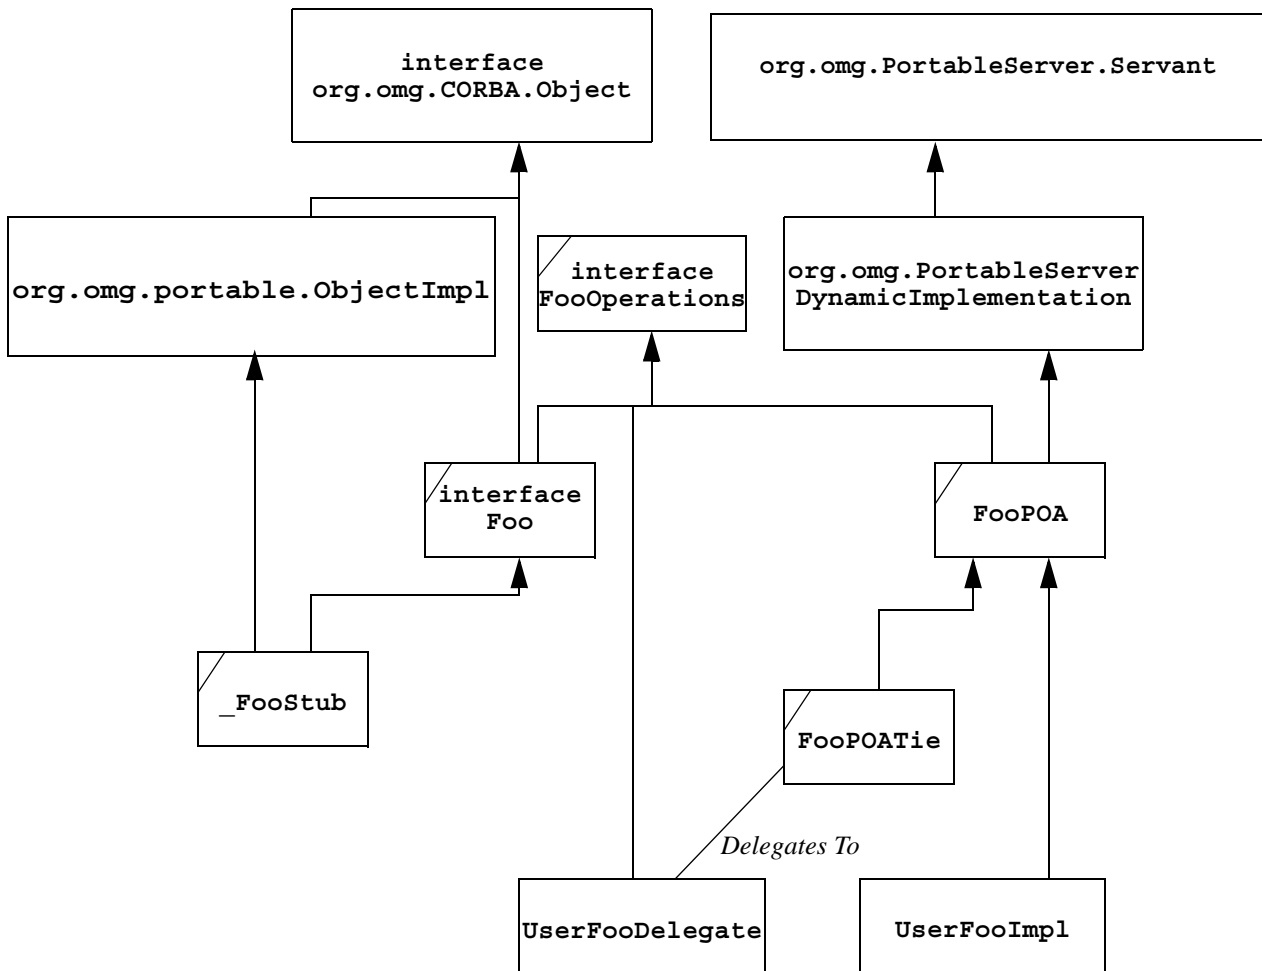 interface
org.omg.CORBA.Object
org.omg.PortableServer.Servant
org.omg.portable.ObjectImpl
interface
FooOperations
org.omg.PortableServer
DynamicImplementation
interface
Foo
FooPOA
_FooStub
FooPOATie
Delegates To
UserFooDelegate
UserFooImpl